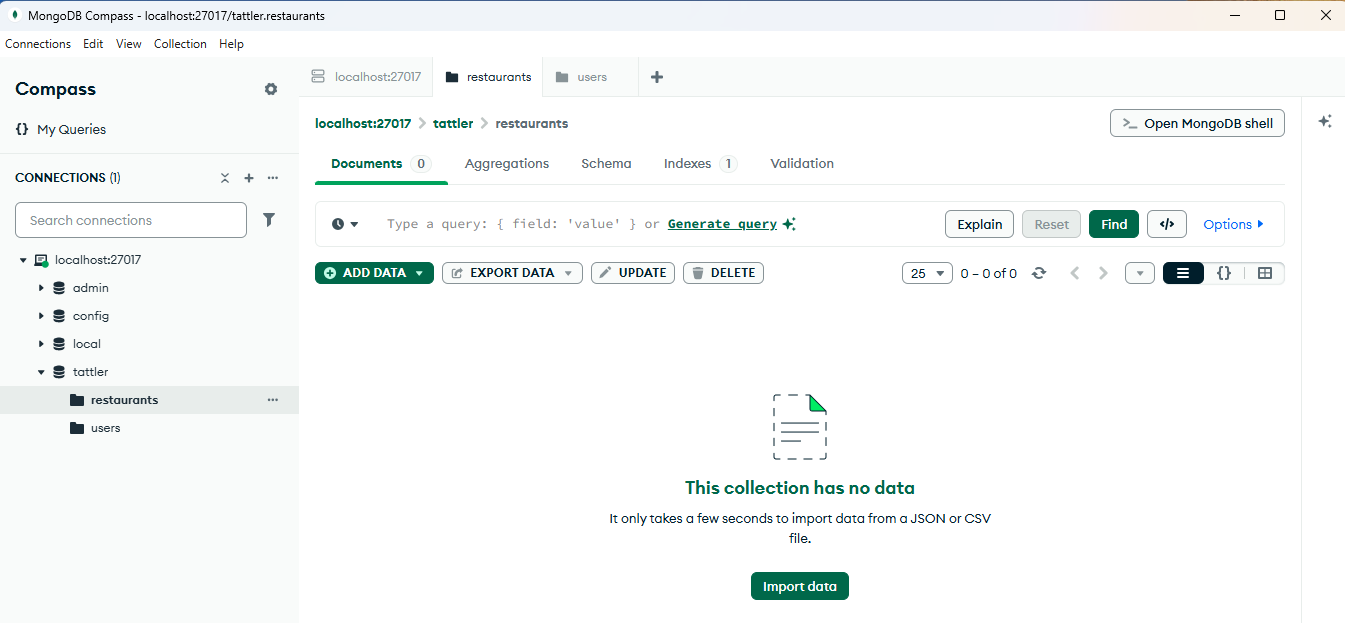 MongoDB Compass - localhost:27017/tattler.restaurants
Connections Edit View Collection Help
Compass
{} My Queries
CONNECTIONS (1)
Search connections
localhost:27017
admin
config
local
tattler
restaurants
users
localhost:27017 restaurants users
localhost:27017 > tattler > restaurants
>_ Open MongoDB shell
Documents 0 Aggregations Schema Indexes 1 Validation
Type a query: { field: 'value' } or Generate query
Explain Reset Find </> Options
ADD DATA EXPORT DATA UPDATE DELETE
25 0 – 0 of 0 {}
This collection has no data
It only takes a few seconds to import data from a JSON or CSV
file.
Import data